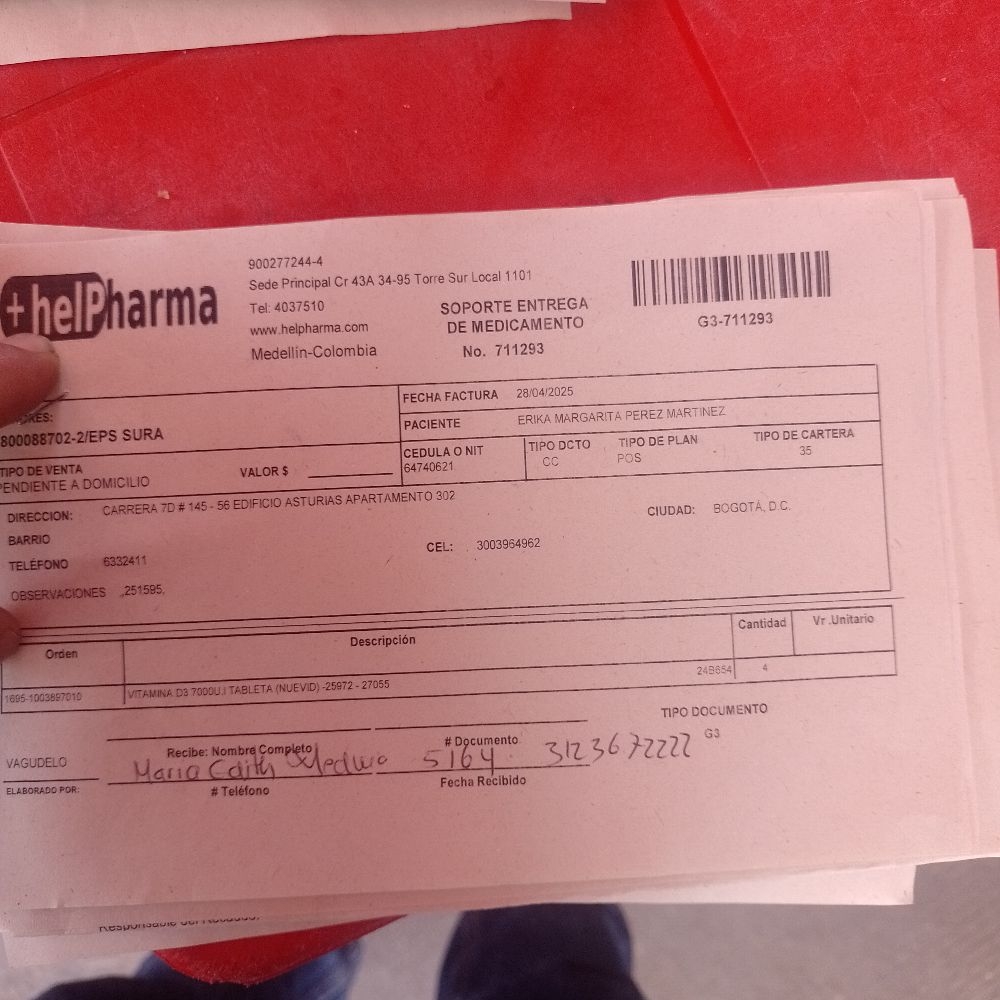 +helPharma
900277244-4
Sede Principal Cr 43A 34-95 Torre Sur Local 1101
Tel: 4037510
www.helpharma.com
Medellín-Colombia
SOPORTE ENTREGA
DE MEDICAMENTO
No. 711293
G3-711293
800088702-2/EPS SURA
FECHA FACTURA 28/04/2025
PACIENTE ERIKA MARGARITA PEREZ MARTINEZ
TIPO DE VENTA VALOR $
PENDIENTE A DOMICILIO
CEDULA O NIT TIPO DCTO TIPO DE PLAN TIPO DE CARTERA
64740621 CC POS 35
DIRECCION: CARRERA 7D # 145 - 56 EDIFICIO ASTURIAS APARTAMENTO 302
CIUDAD: BOGOTÁ, D.C.
BARRIO
CEL: 3003964962
TELÉFONO 6332411
OBSERVACIONES ,251595,
Orden Descripción Cantidad Vr .Unitario
1695-1003897010 VITAMINA D3 7000U.I TABLETA (NUEVID) -25972 - 27055 24B654 4
TIPO DOCUMENTO
G3
Recibe: Nombre Completo # Documento
VAGUDELO Maria Edith 5164 3123672222
ELABORADO POR: # Teléfono Fecha Recibido